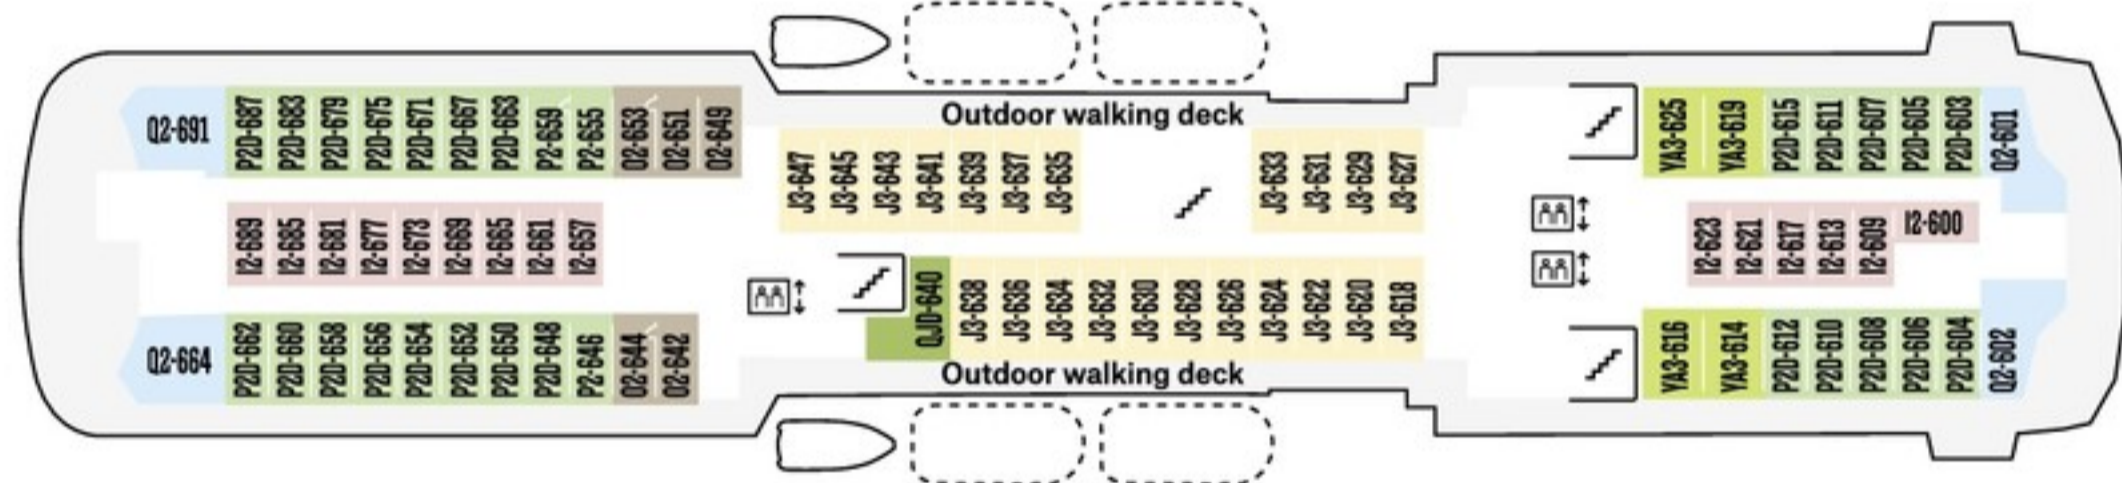 Q2-691 P2D-687 P2D-683 P2D-679 P2D-675 P2D-671 P2D-667 P2D-663 P2-659 P2-655 O2-653 O2-651 O2-649
Outdoor walking deck
YA3-625 YA3-619 P2D-615 P2D-611 P2D-607 P2D-605 P2D-603 Q2-601
J3-647 J3-645 J3-643 J3-641 J3-639 J3-637 J3-635 J3-633 J3-631 J3-629 J3-627
I2-689 I2-685 I2-681 I2-677 I2-673 I2-669 I2-665 I2-661 I2-657
I2-623 I2-621 I2-617 I2-613 I2-609 I2-600
QJD-640 J3-638 J3-636 J3-634 J3-632 J3-630 J3-628 J3-626 J3-624 J3-622 J3-620 J3-618
Q2-664 P2D-662 P2D-660 P2D-658 P2D-656 P2D-654 P2D-652 P2D-650 P2D-648 P2-646 O2-644 O2-642
YA3-616 YA3-614 P2D-612 P2D-610 P2D-608 P2D-606 P2D-604 Q2-602
Outdoor walking deck